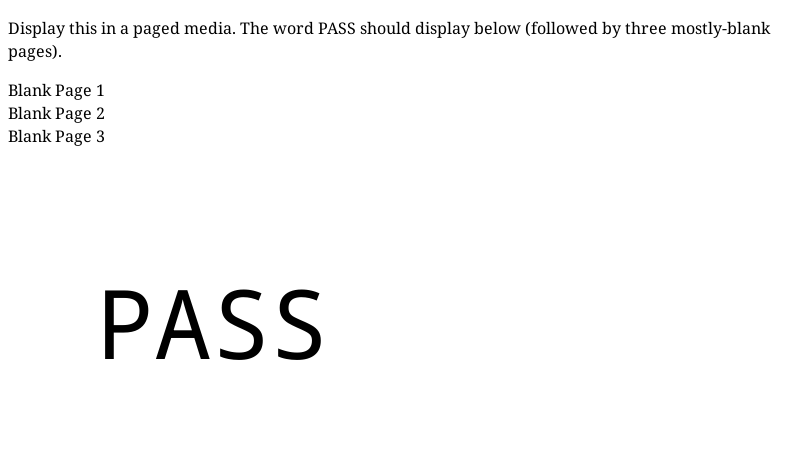 Display this in a paged media. The word PASS should display below (followed by three mostly-blank
pages).
Blank Page 1
Blank Page 2
Blank Page 3
PASS